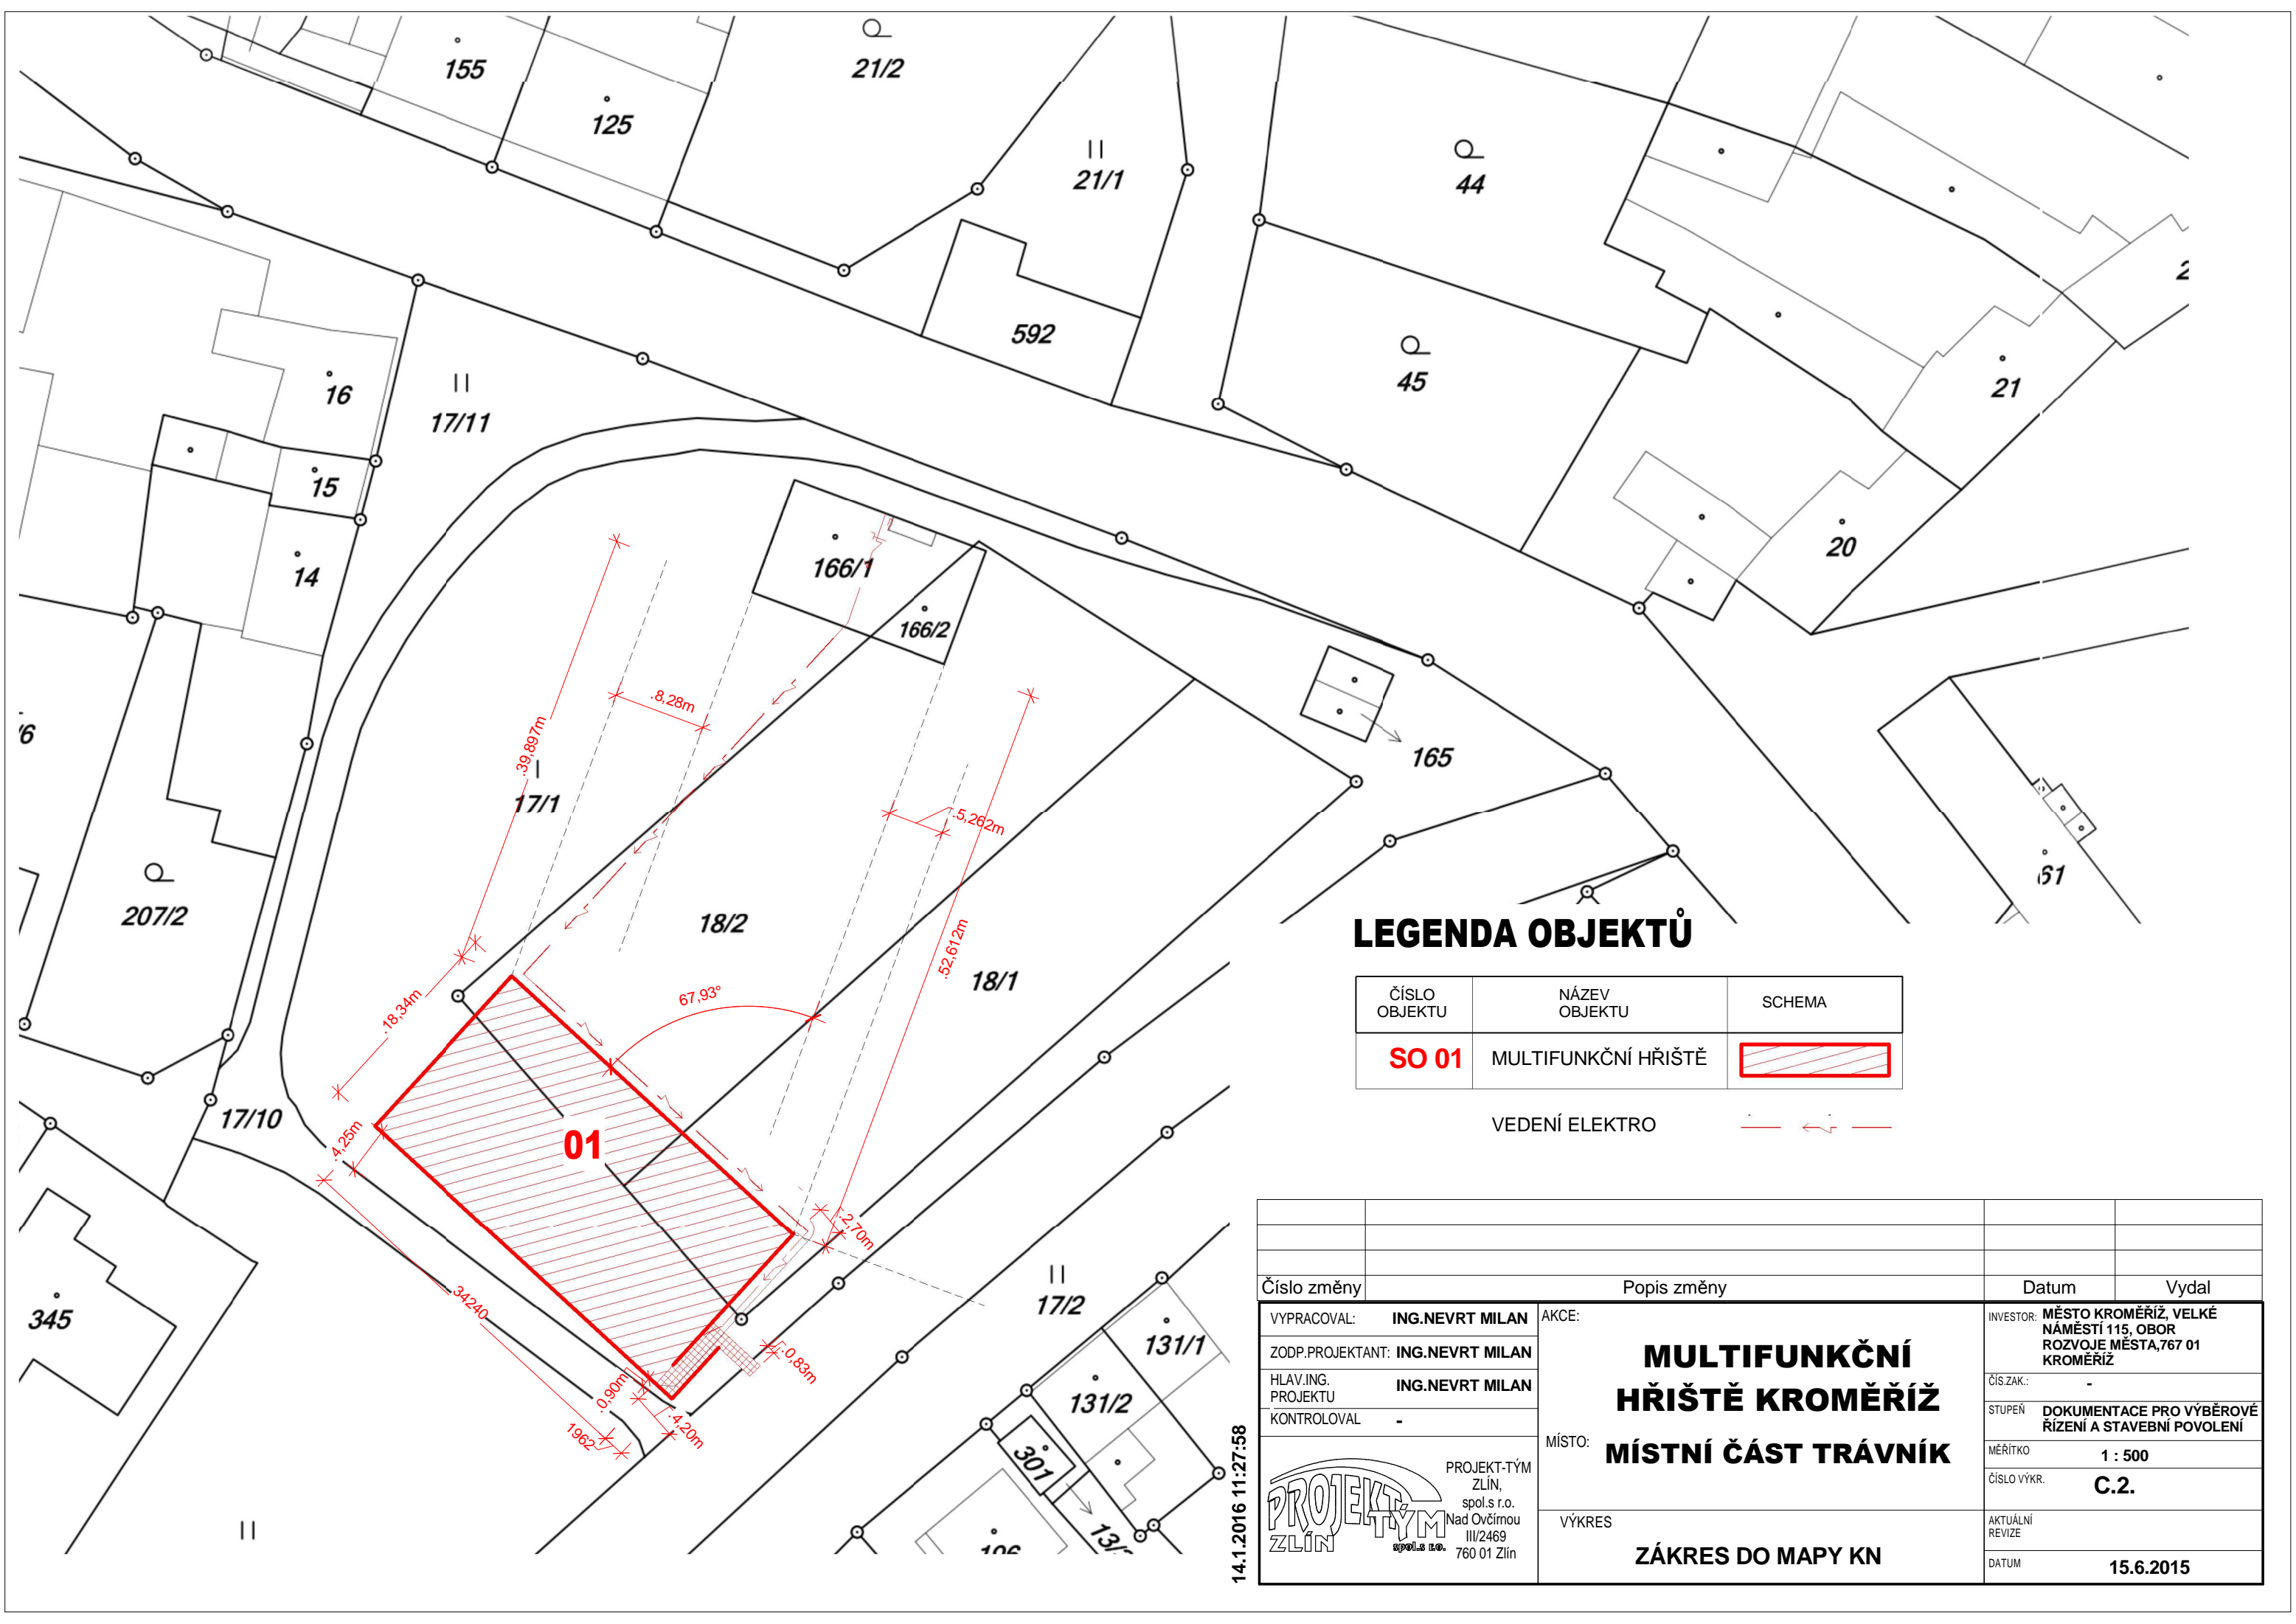 155
125
21/2
21/1
44
592
45
2
21
16
17/11
15
14
20
166/1
166/2
165
/6
.8,28m
.39,897m
17/1
.5,262m
61
207/2
18/2
18/1
.52,612m
67,93°
.18,34m
01
17/10
.4,25m
34240
.2,70m
.0,83m
.0,90m
.4,20m
1962
345
17/2
131/1
131/2
301
LEGENDA OBJEKTŮ
ČÍSLO OBJEKTU
NÁZEV OBJEKTU
SCHEMA
SO 01 MULTIFUNKČNÍ HŘIŠTĚ
VEDENÍ ELEKTRO
Číslo změny Popis změny Datum Vydal
VYPRACOVAL: ING.NEVRT MILAN
ZODP.PROJEKTANT: ING.NEVRT MILAN
HLAV.ING. PROJEKTU ING.NEVRT MILAN
KONTROLOVAL -
PROJEKT TÝM
ZLÍN spol.s r.o.
PROJEKT-TÝM
ZLÍN,
spol.s r.o.
Nad Ovčírnou
III/2469
760 01 Zlín
AKCE:
MULTIFUNKČNÍ
HŘIŠTĚ KROMĚŘÍŽ
MÍSTO: MÍSTNÍ ČÁST TRÁVNÍK
VÝKRES
ZÁKRES DO MAPY KN
INVESTOR: MĚSTO KROMĚŘÍŽ, VELKÉ
NÁMĚSTÍ 115, OBOR
ROZVOJE MĚSTA,767 01
KROMĚŘÍŽ
ČÍS.ZAK.: -
STUPEŇ DOKUMENTACE PRO VÝBĚROVÉ
ŘÍZENÍ A STAVEBNÍ POVOLENÍ
MĚŘÍTKO 1 : 500
ČÍSLO VÝKR. C.2.
AKTUÁLNÍ
REVIZE
DATUM 15.6.2015
14.1.2016 11:27:58